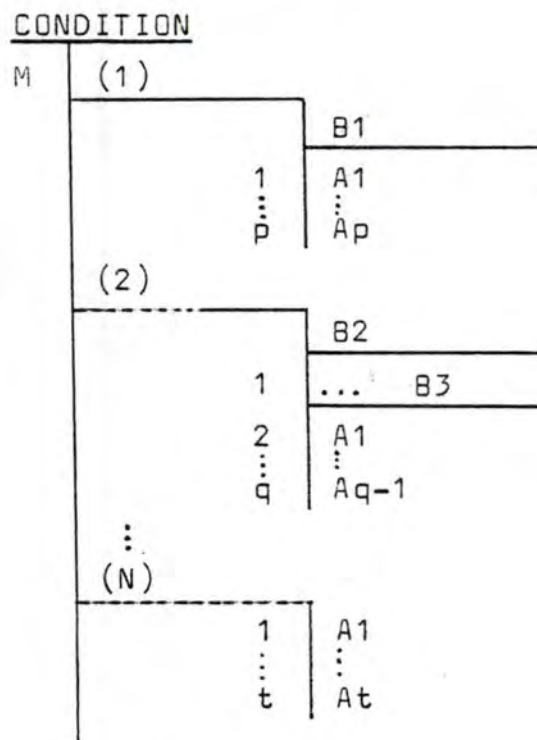 CONDITION
M (1)
B1
1 A1
⋮ ⋮
p Ap
(2)
B2
1 ... B3
2 A1
⋮ ⋮
q Aq-1
⋮
(N)
1 A1
⋮ ⋮
t At